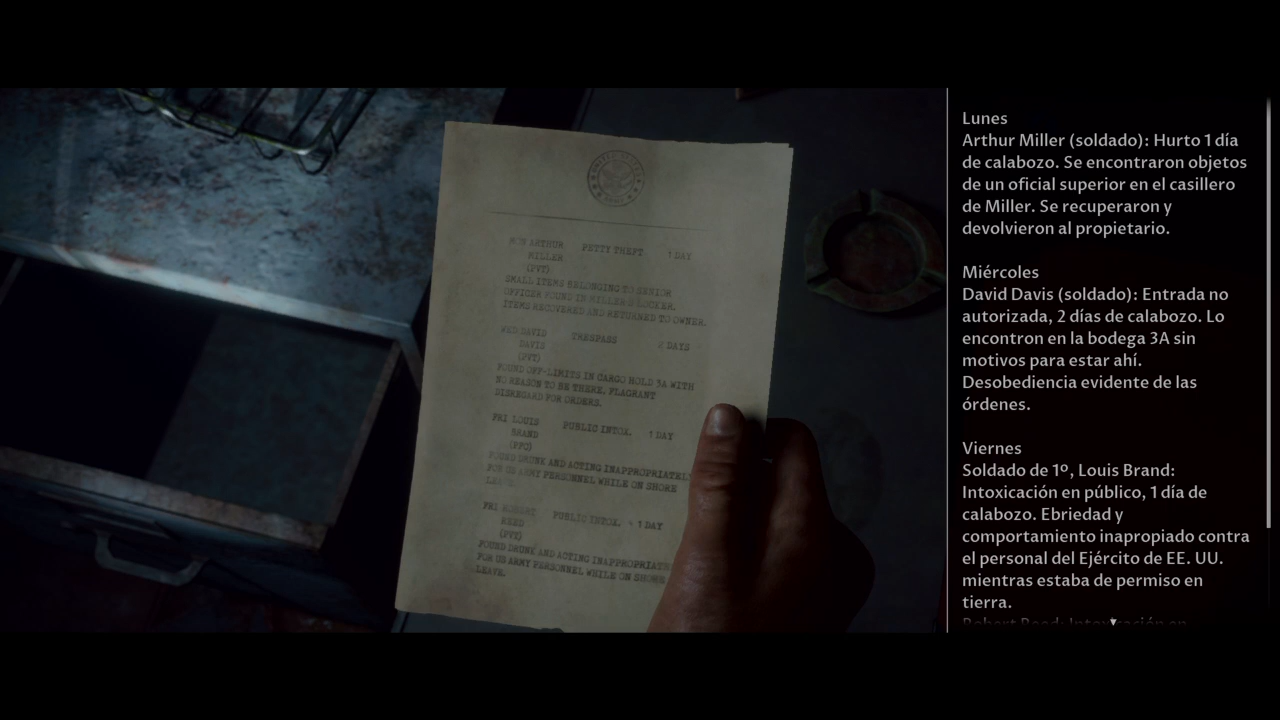 MON ARTHUR PETTY THEFT 1 DAY
MILLER
(PVT)
SMALL ITEMS BELONGING TO SENIOR
OFFICER FOUND IN MILLER'S LOCKER.
ITEMS RECOVERED AND RETURNED TO OWNER.
WED DAVID TRESPASS 2 DAYS
DAVIS
(PVT)
FOUND OFF-LIMITS IN CARGO HOLD 3A WITH
NO REASON TO BE THERE, FLAGRANT
DISREGARD FOR ORDERS.
FRI LOUIS PUBLIC INTOX. 1 DAY
BRAND
(PFC)
FOUND DRUNK AND ACTING INAPPROPRIATELY
FOR US ARMY PERSONNEL WHILE ON SHORE
LEAVE.
FRI ROBERT PUBLIC INTOX. 1 DAY
REED
(PVT)
FOUND DRUNK AND ACTING
FOR US ARMY PERSONNEL WHILE ON SHORE
LEAVE.
Lunes
Arthur Miller (soldado): Hurto 1 día
de calabozo. Se encontraron objetos
de un oficial superior en el casillero
de Miller. Se recuperaron y
devolvieron al propietario.
Miércoles
David Davis (soldado): Entrada no
autorizada, 2 días de calabozo. Lo
encontron en la bodega 3A sin
motivos para estar ahí.
Desobediencia evidente de las
órdenes.
Viernes
Soldado de 1º, Louis Brand:
Intoxicación en público, 1 día de
calabozo. Ebriedad y
comportamiento inapropiado contra
el personal del Ejército de EE. UU.
mientras estaba de permiso en
tierra.
Robert Reed: Intoxicación en